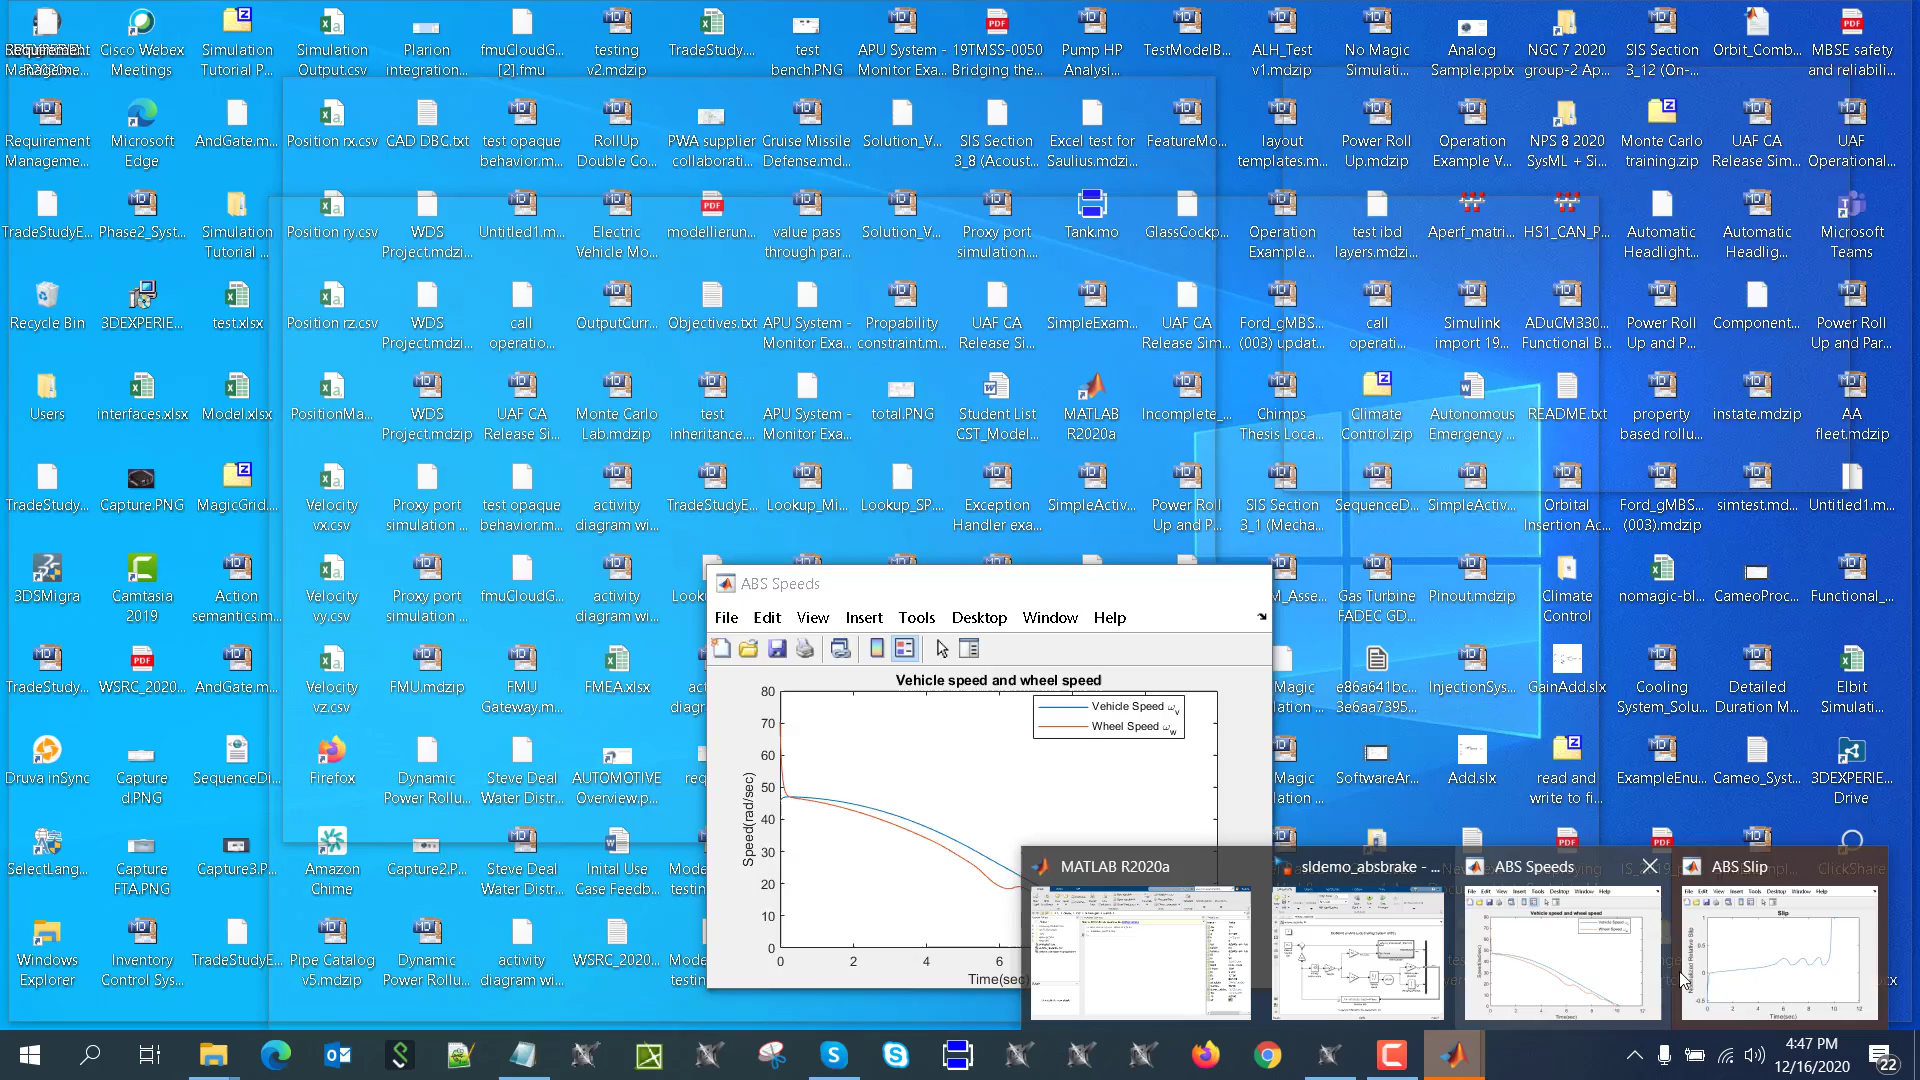 Cisco Webex Simulation Simulation Plarion fmuCloudG... testing TradeStudy.... test APU System - 19TMSS-0050 Pump HP TestModelB... ALH_Test No Magic Analog NGC 7 2020 SIS Section Orbit_Comb... MBSE safety
Manageme... Meetings Tutorial P... Output.csv integration... [2].fmu v2.mdzip bench.PNG Monitor Exa... Bridging the... Analysi... v1.mdzip Simulati... Sample.pptx group-2 Ap... 3_12 (On-... and reliabili...
Requirement Microsoft AndGate.m... Position rx.csv CAD DBC.txt test opaque RollUp PWA supplier Cruise Missile Solution_V... SIS Section Excel test for FeatureMo... layout Power Roll Operation NPS 8 2020 Monte Carlo UAF CA UAF
Manageme... Edge behavior.m... Double Co... collaborati... Defense.md... 3_8 (Acoust... Saulius.mdzi... templates.m... Up.mdzip Example V... SysML + Si... training.zip Release Sim... Operational...
TradeStudyE... Phase2_Syst... Simulation Position ry.csv WDS Untitled1.m... Electric modellierun... value pass Solution_V... Proxy port Tank.mo GlassCockp... Operation test ibd Aperf_matri... HS1_CAN_P... Automatic Automatic Microsoft
Tutorial ... Project.mdzi... Vehicle Mo... through par... simulation.... Example... layers.mdzi... Headlight... Headlig... Teams
Recycle Bin 3DEXPERIE... test.xlsx Position rz.csv WDS call OutputCurr... Objectives.txt APU System - Propability UAF CA SimpleExam... UAF CA Ford_gMBS... call Simulink ADuCM330... Power Roll Component... Power Roll
Project.mdzi... operatio... Monitor Exa... constraint.m... Release Si... Release Sim... (003) updat... operati... import 19... Functional B... Up and P... Up and Par...
Users interfaces.xlsx Model.xlsx PositionMa... WDS UAF CA Monte Carlo test APU System - total.PNG Student List MATLAB Incomplete_... Chimps Climate Autonomous README.txt property instate.mdzip AA
Project.mdzip Release Si... Lab.mdzip inheritance.... Monitor Exa... CST_Model... R2020a Thesis Loca... Control.zip Emergency ... based rollu... fleet.mdzip
TradeStudy... Capture.PNG MagicGrid.... Velocity Proxy port test opaque activity TradeStudyE... Lookup_Mi... Lookup_SP.... Exception SimpleActiv... Power Roll SIS Section SequenceD... SimpleActiv... Orbital Ford_gMBS... simtest.md... Untitled1.m...
vx.csv simulation ... behavior.m... diagram wi... Handler exa... Up and P... 3_1 (Mecha... Insertion Ac... (003).mdzip
3DSMigra Camtasia Action Velocity Proxy port fmuCloudG... activity Gas Turbine Pinout.mdzip Climate nomagic-bl... CameoProc... Functional_...
2019 semantics.m... vy.csv simulation ... diagram wi... FADEC GD... Control
ABS Speeds
File Edit View Insert Tools Desktop Window Help
TradeStudy... WSRC_2020... AndGate.m... Velocity FMU.mdzip FMU FMEA.xlsx e86a641bc... InjectionSys... GainAdd.slx Cooling Detailed Elbit
vz.csv Gateway.m... 3e6aa7395... System_Solu... Duration M... Simulati...
Vehicle speed and wheel speed
Vehicle Speed ωv
Wheel Speed ωw
80
70
60
50
40
30
20
10
0
Speed(rad/sec)
0 2 4 6
Druva inSync Capture SequenceDi... Firefox Dynamic Steve Deal AUTOMOTIVE SoftwareAr... Add.slx read and ExampleEnu... Cameo_Syst... 3DEXPERIE...
d.PNG Power Rollu... Water Distr... Overview.p... write to fi... Drive
SelectLang... Capture Capture3.P... Amazon Capture2.P... Steve Deal Inital Use ClickShare
FTA.PNG Chime Water Distr... Case Feedb...
Windows Inventory TradeStudyE... Pipe Catalog Dynamic activity WSRC_2020...
Explorer Control Sys... v5.mdzip Power Rollu... diagram wi...
MATLAB R2020a sldemo_absbrake - ... ABS Speeds ABS Slip
4:47 PM
12/16/2020
22